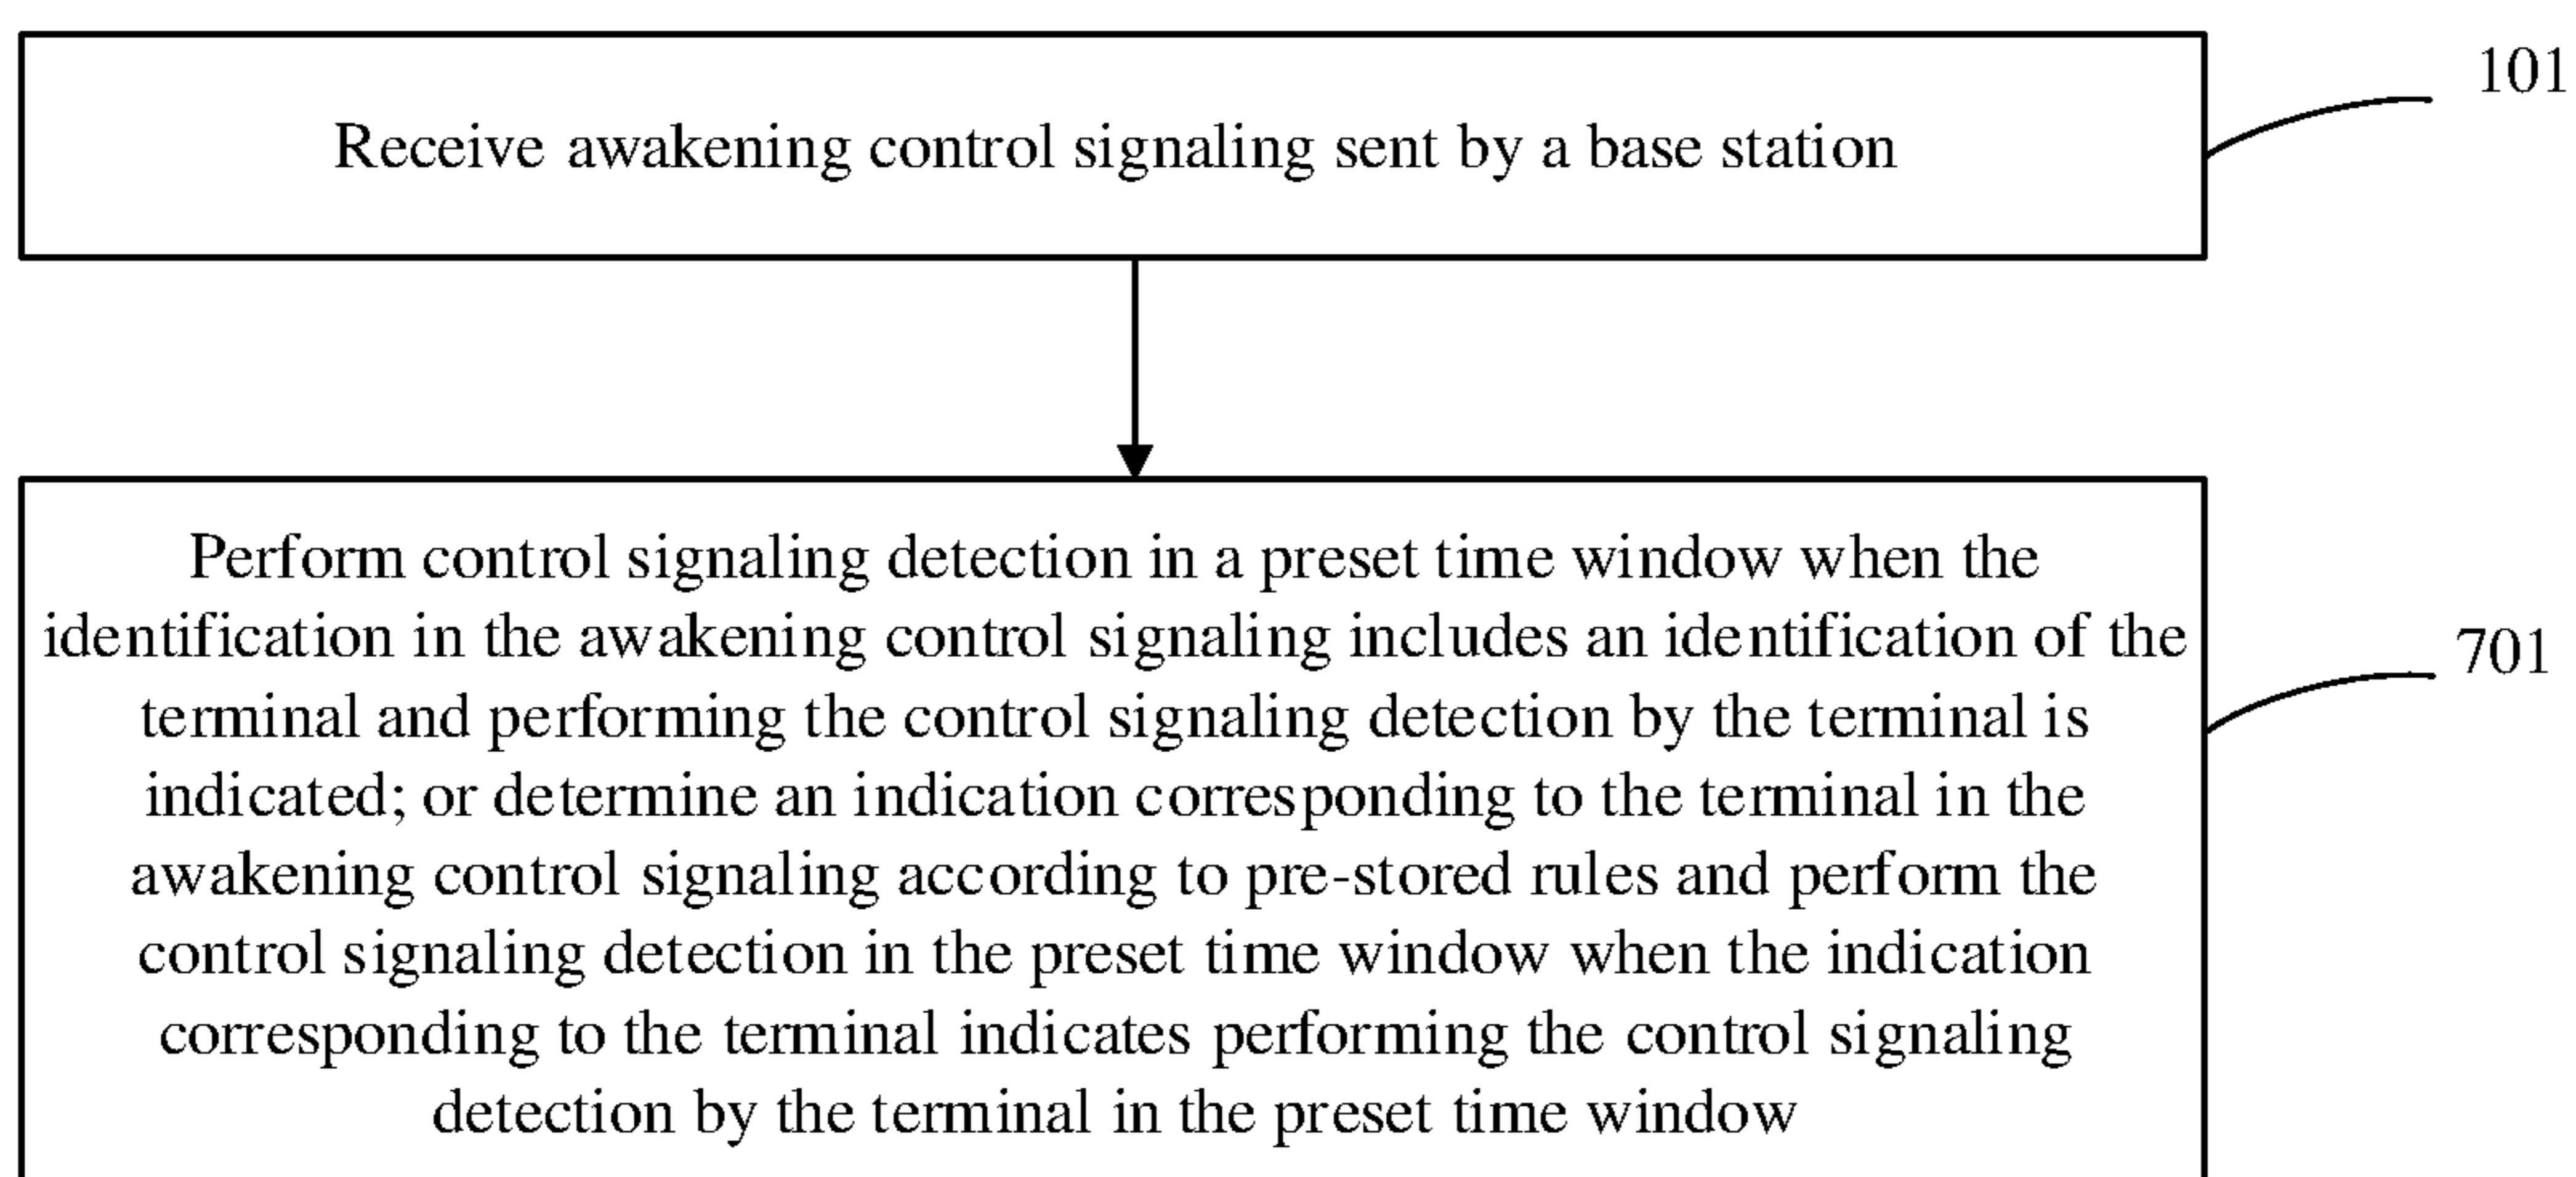 101
Receive awakening control signaling sent by a base station
Perform control signaling detection in a preset time window when the
identification in the awakening control signaling includes an identification of the
terminal and performing the control signaling detection by the terminal is
indicated; or determine an indication corresponding to the terminal in the
awakening control signaling according to pre-stored rules and perform the
control signaling detection in the preset time window when the indication
corresponding to the terminal indicates performing the control signaling
detection by the terminal in the preset time window
701